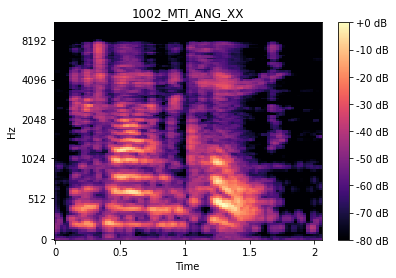 1002_MTI_ANG_XX
+0 dB
8192
-10 dB
4096
-20 dB
-30 dB
2048
Hz
-40 dB
1024
-50 dB
512
-60 dB
-70 dB
0
-80 dB
0 0.5 1 1.5 2
Time